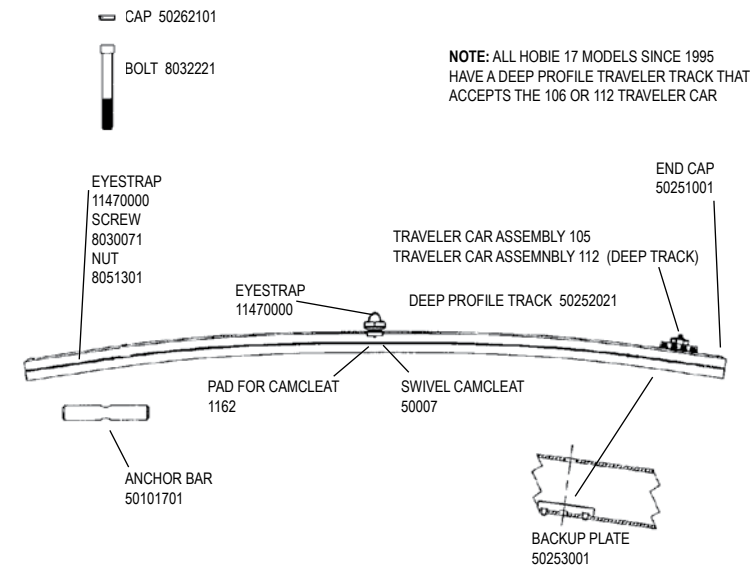 CAP 50262101
BOLT 8032221
NOTE: ALL HOBIE 17 MODELS SINCE 1995
HAVE A DEEP PROFILE TRAVELER TRACK THAT
ACCEPTS THE 106 OR 112 TRAVELER CAR
EYESTRAP
11470000
SCREW
8030071
NUT
8051301
END CAP
50251001
TRAVELER CAR ASSEMBLY 105
TRAVELER CAR ASSEMNBLY 112 (DEEP TRACK)
EYESTRAP
11470000
DEEP PROFILE TRACK 50252021
PAD FOR CAMCLEAT
1162
SWIVEL CAMCLEAT
50007
ANCHOR BAR
50101701
BACKUP PLATE
50253001